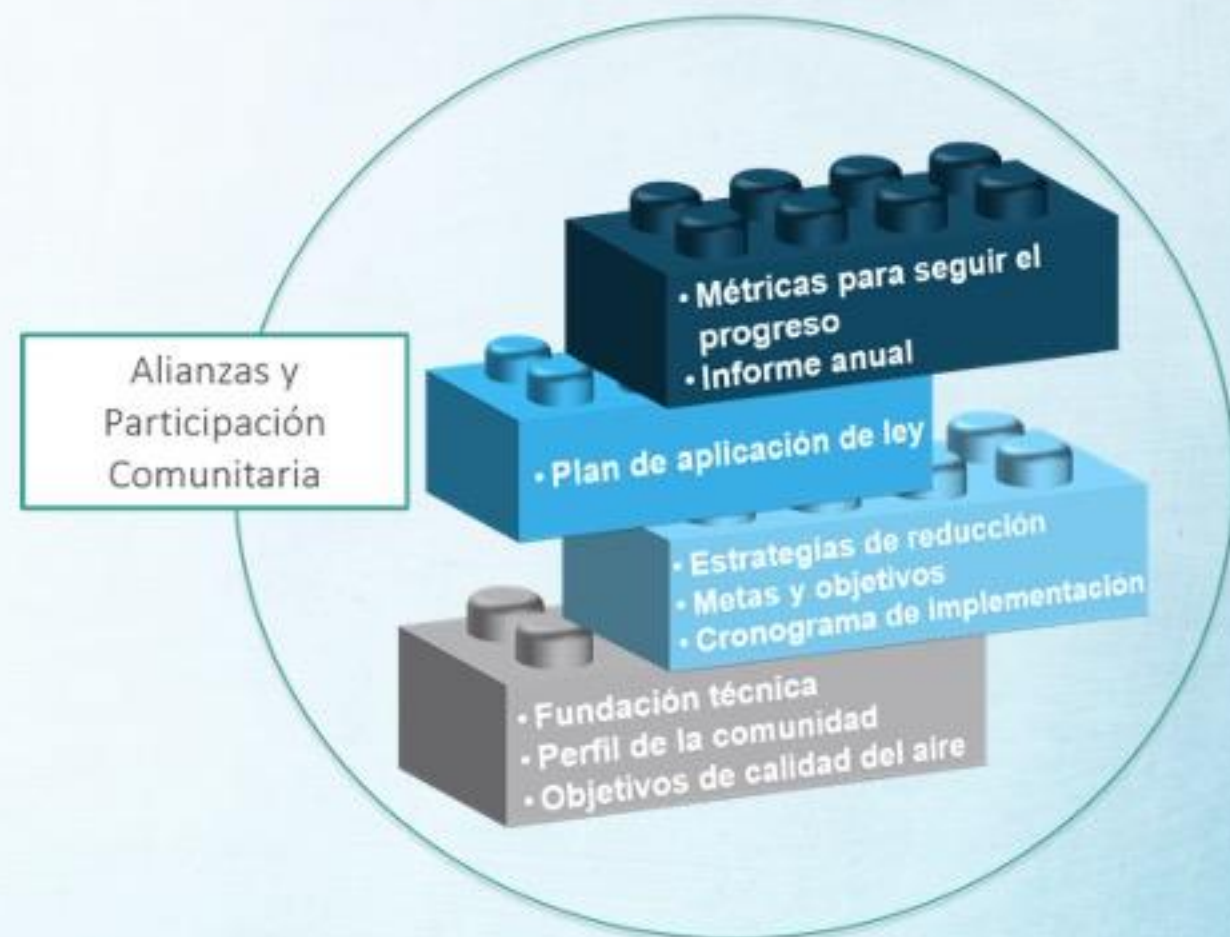 • Métricas para seguir el
progreso
• Informe anual
Alianzas y
Participación
Comunitaria
• Plan de aplicación de ley
• Estrategias de reducción
• Metas y objetivos
• Cronograma de implementación
• Fundación técnica
• Perfil de la comunidad
• Objetivos de calidad del aire